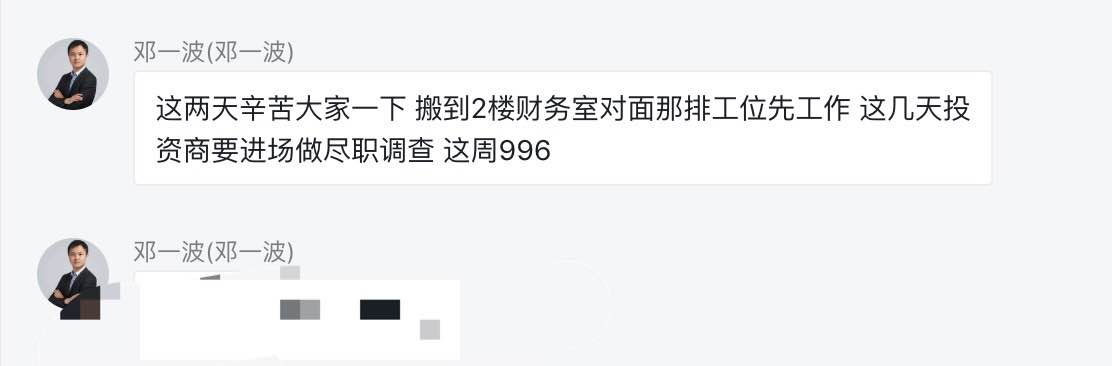 邓一波(邓一波)
这两天辛苦大家一下 搬到2楼财务室对面那排工位先工作 这几天投
资商要进场做尽职调查 这周996
邓一波(邓一波)